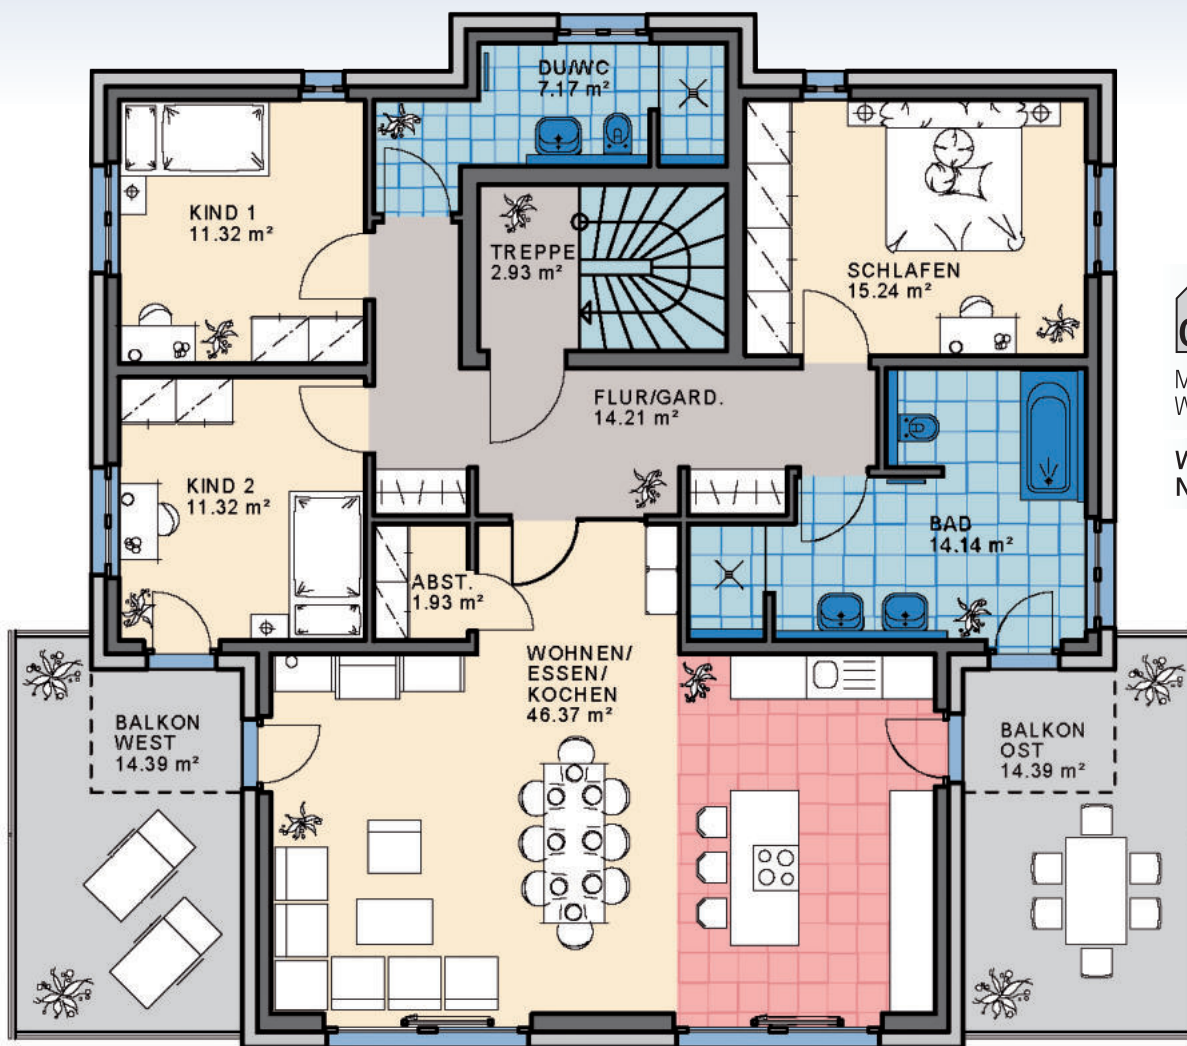 DU/WC
7.17 m²
KIND 1
11.32 m²
TREPPE
2.93 m²
SCHLAFEN
15.24 m²
FLUR/GARD.
14.21 m²
KIND 2
11.32 m²
ABST.
1.93 m²
BAD
14.14 m²
WOHNEN/
ESSEN/
KOCHEN
46.37 m²
BALKON
WEST
14.39 m²
BALKON
OST
14.39 m²